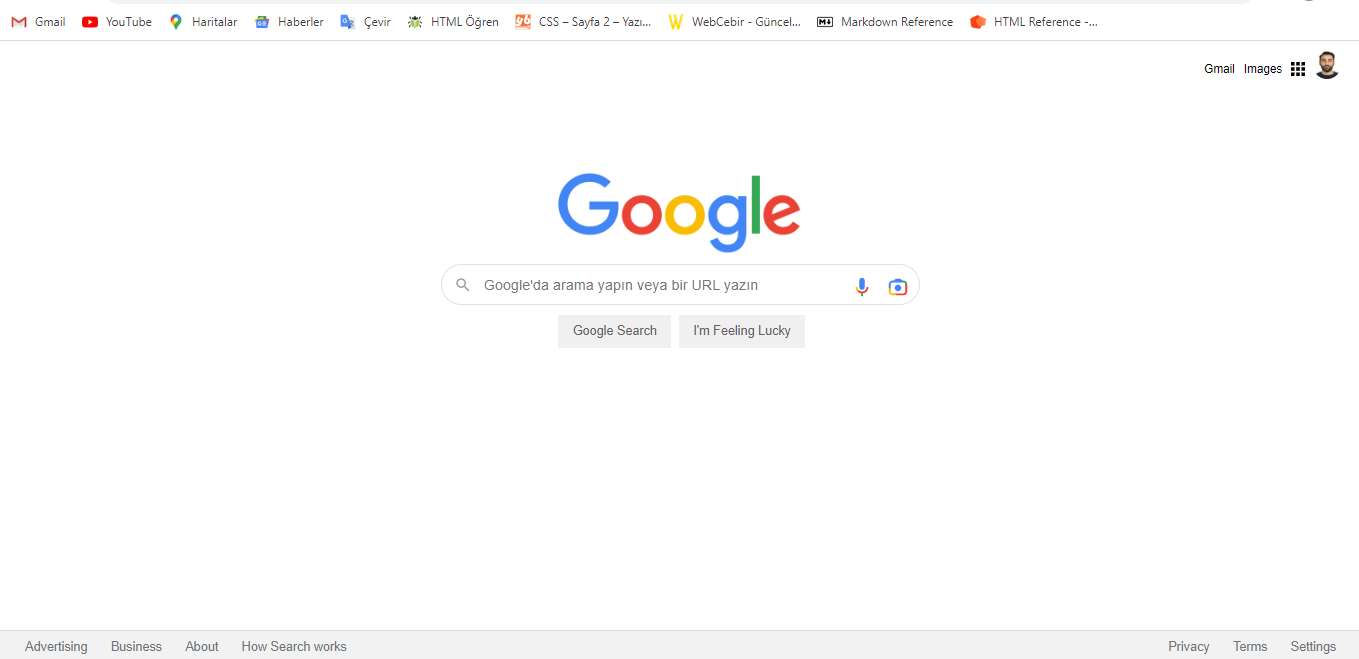 Gmail YouTube Haritalar Haberler Çevir HTML Öğren CSS – Sayfa 2 – Yazı... WebCebir - Güncel... Markdown Reference HTML Reference -...
Gmail Images
Google
Google'da arama yapın veya bir URL yazın
Google Search I'm Feeling Lucky
Advertising Business About How Search works Privacy Terms Settings